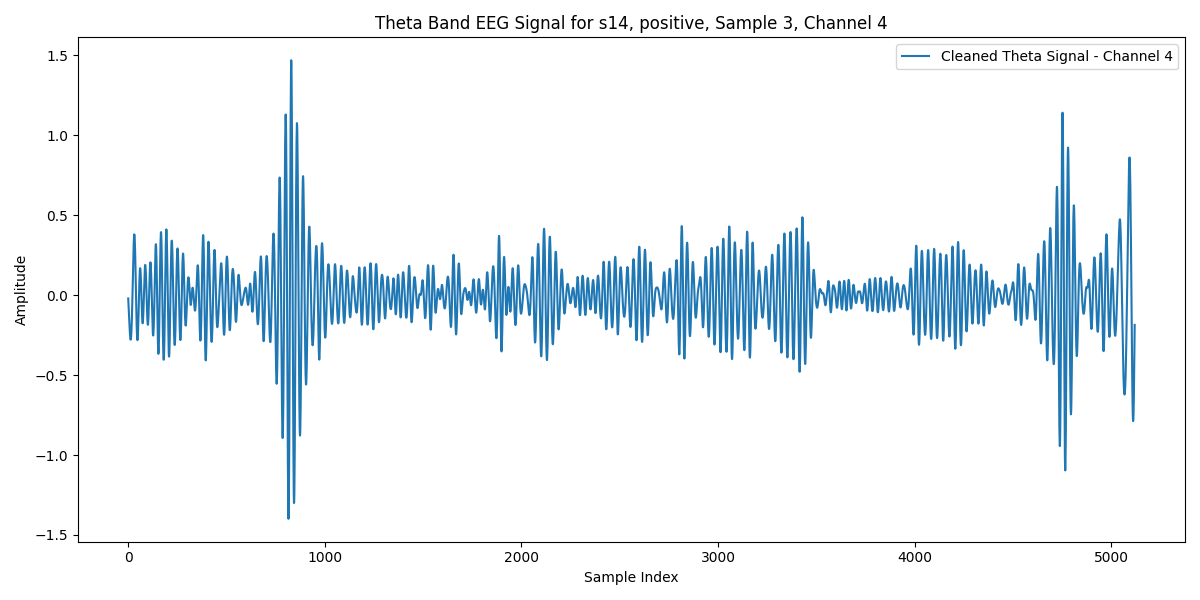 Theta Band EEG Signal for s14, positive, Sample 3, Channel 4
Cleaned Theta Signal - Channel 4
Amplitude
1.5
1.0
0.5
0.0
−0.5
−1.0
−1.5
0 1000 2000 3000 4000 5000
Sample Index